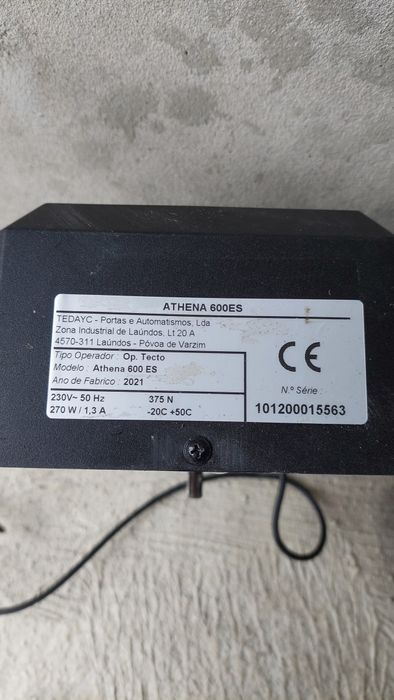 ATHENA 600ES
TEDAYC - Portas e Automatismos, Lda
Zona Industrial de Laúndos, Lt 20 A
4570-311 Laúndos - Póvoa de Varzim
Tipo Operador : Op. Tecto
Modelo : Athena 600 ES
Ano de Fabrico : 2021
230V~ 50 Hz 375 N
270 W / 1,3 A -20C +50C
CE
N.º Série
101200015563